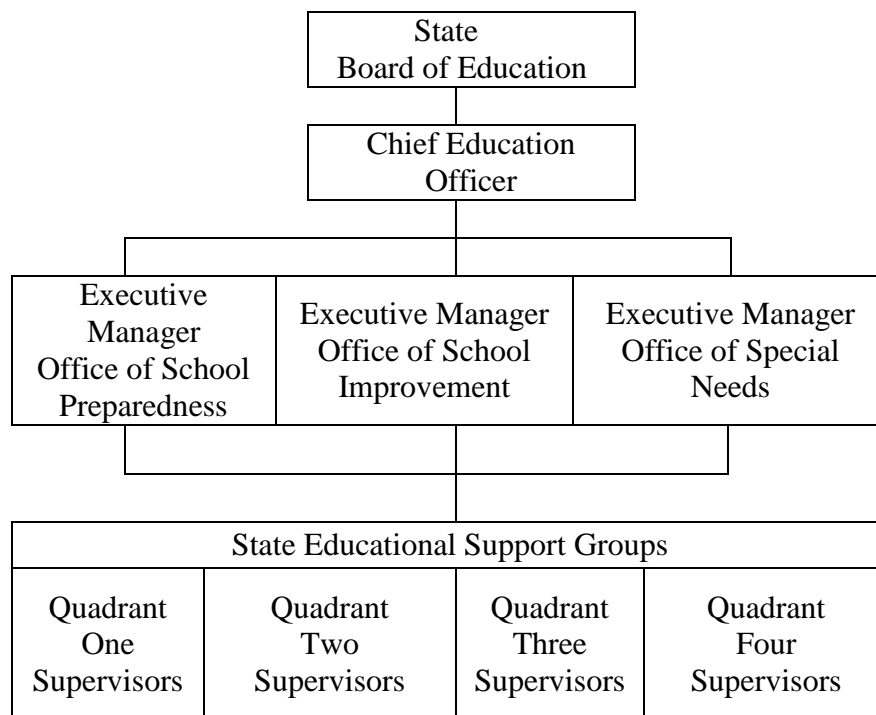 State
Board of Education
Chief Education
Officer
Executive
Manager
Office of School
Preparedness
Executive Manager
Office of School
Improvement
Executive Manager
Office of Special
Needs
State Educational Support Groups
Quadrant
One
Supervisors
Quadrant
Two
Supervisors
Quadrant
Three
Supervisors
Quadrant
Four
Supervisors